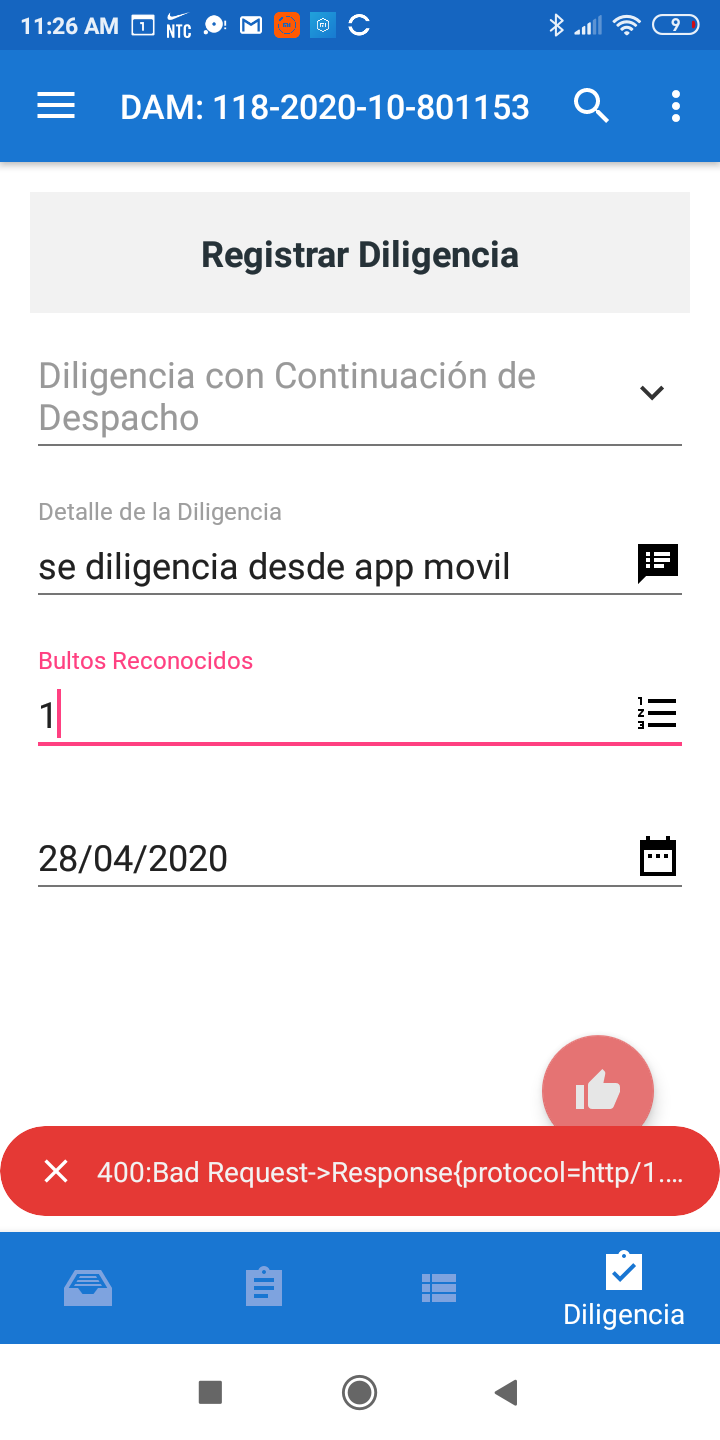 11:26 AM 1 NTC 9
DAM: 118-2020-10-801153
Registrar Diligencia
Diligencia con Continuación de
Despacho
Detalle de la Diligencia
se diligencia desde app movil
Bultos Reconocidos
1
28/04/2020
400:Bad Request->Response{protocol=http/1....
Diligencia